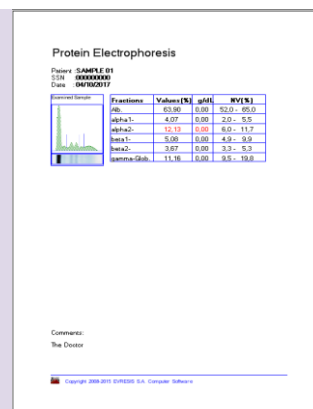 Protein Electrophoresis
Patient :SAMPLE 01
SSN 000000000
Date :04/10/2017
Examined Sample
Fractions Values(%) g/dL NV(%)
Alb. 63,90 0,00 52,0 - 65,0
alpha1- 4,07 0,00 2,0 - 5,5
alpha2- 12,13 0,00 6,0 - 11,7
beta1- 5,08 0,00 4,9 - 9,9
beta2- 3,67 0,00 3,3 - 5,3
gamma-Glob. 11,16 0,00 9,5 - 19,8
Comments:
The Doctor
Copyright 2008-2015 EVRESIS S.A. Computer Software